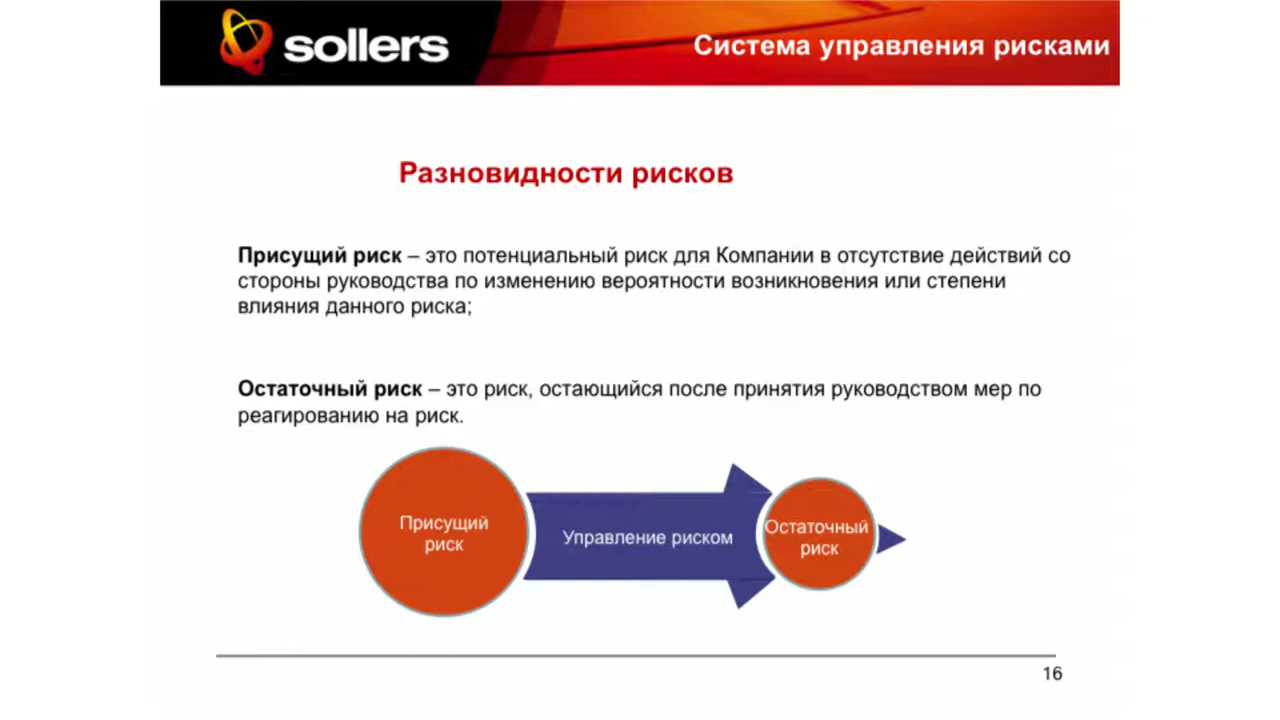 sollers
Система управления рисками
Разновидности рисков
Присущий риск – это потенциальный риск для Компании в отсутствие действий со
стороны руководства по изменению вероятности возникновения или степени
влияния данного риска;
Остаточный риск – это риск, остающийся после принятия руководством мер по
реагированию на риск.
Присущий
риск
Управление риском
Остаточный
риск
16